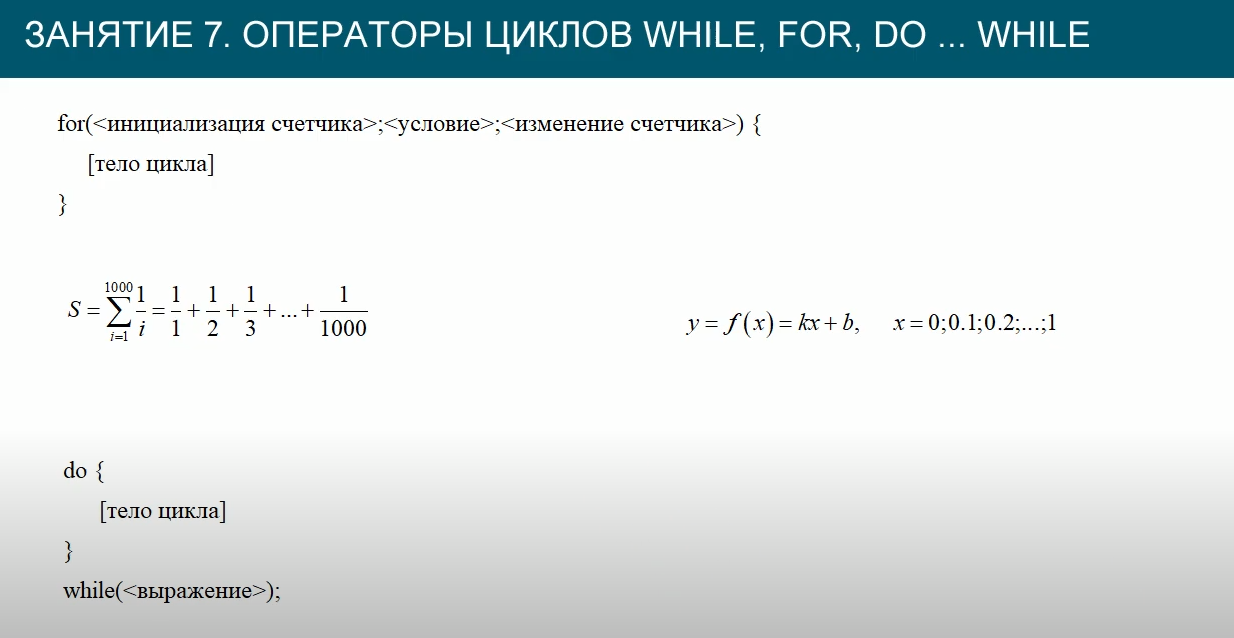 ЗАНЯТИЕ 7. ОПЕРАТОРЫ ЦИКЛОВ WHILE, FOR, DO ... WHILE
for(<инициализация счетчика>;<условие>;<изменение счетчика>) {
[тело цикла]
}
S = \sum_{i=1}^{1000} \frac{1}{i} = \frac{1}{1} + \frac{1}{2} + \frac{1}{3} + ... + \frac{1}{1000}
y = f(x) = kx + b, x = 0;0.1;0.2;...;1
do {
[тело цикла]
}
while(<выражение>);